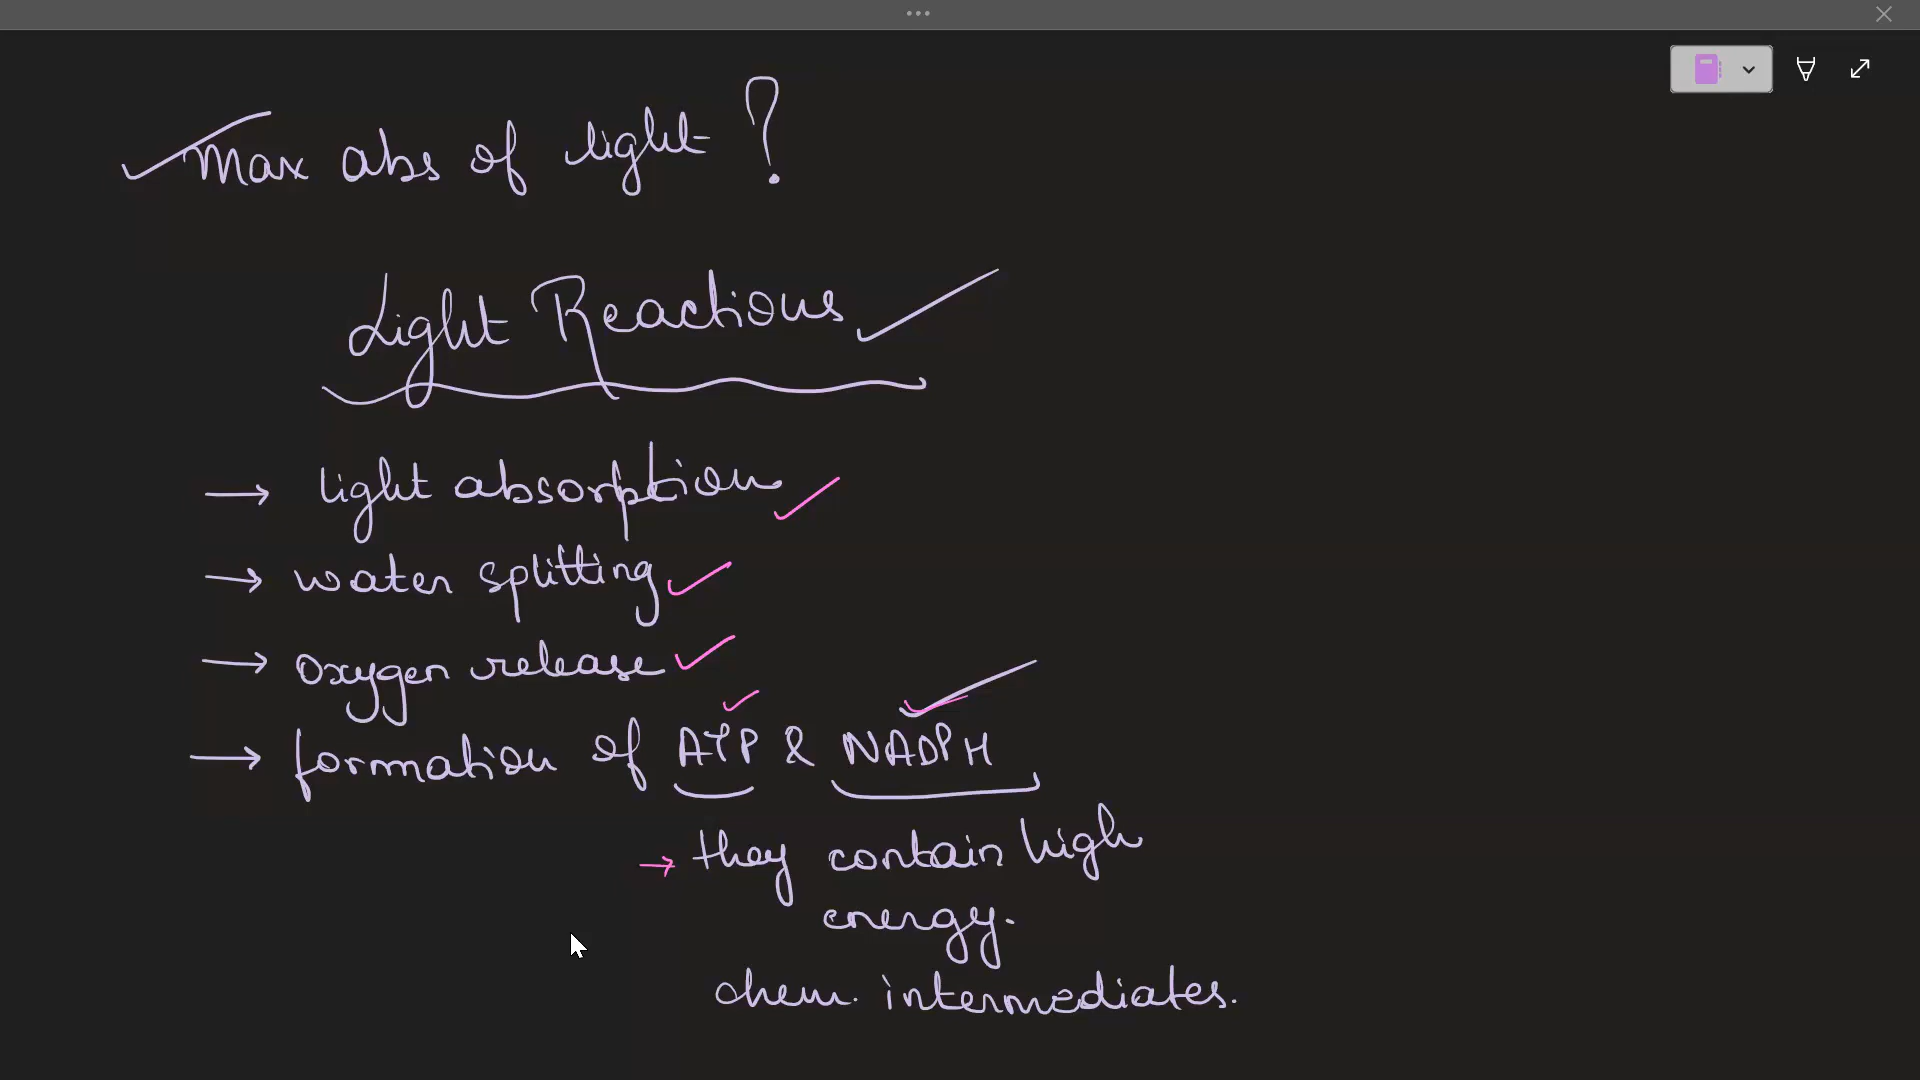 Max abs of light ?
Light Reactions
→ light absorption
→ water splitting
→ oxygen release
→ formation of ATP & NADPH
→ they contain high
energy.
chem. intermediates.